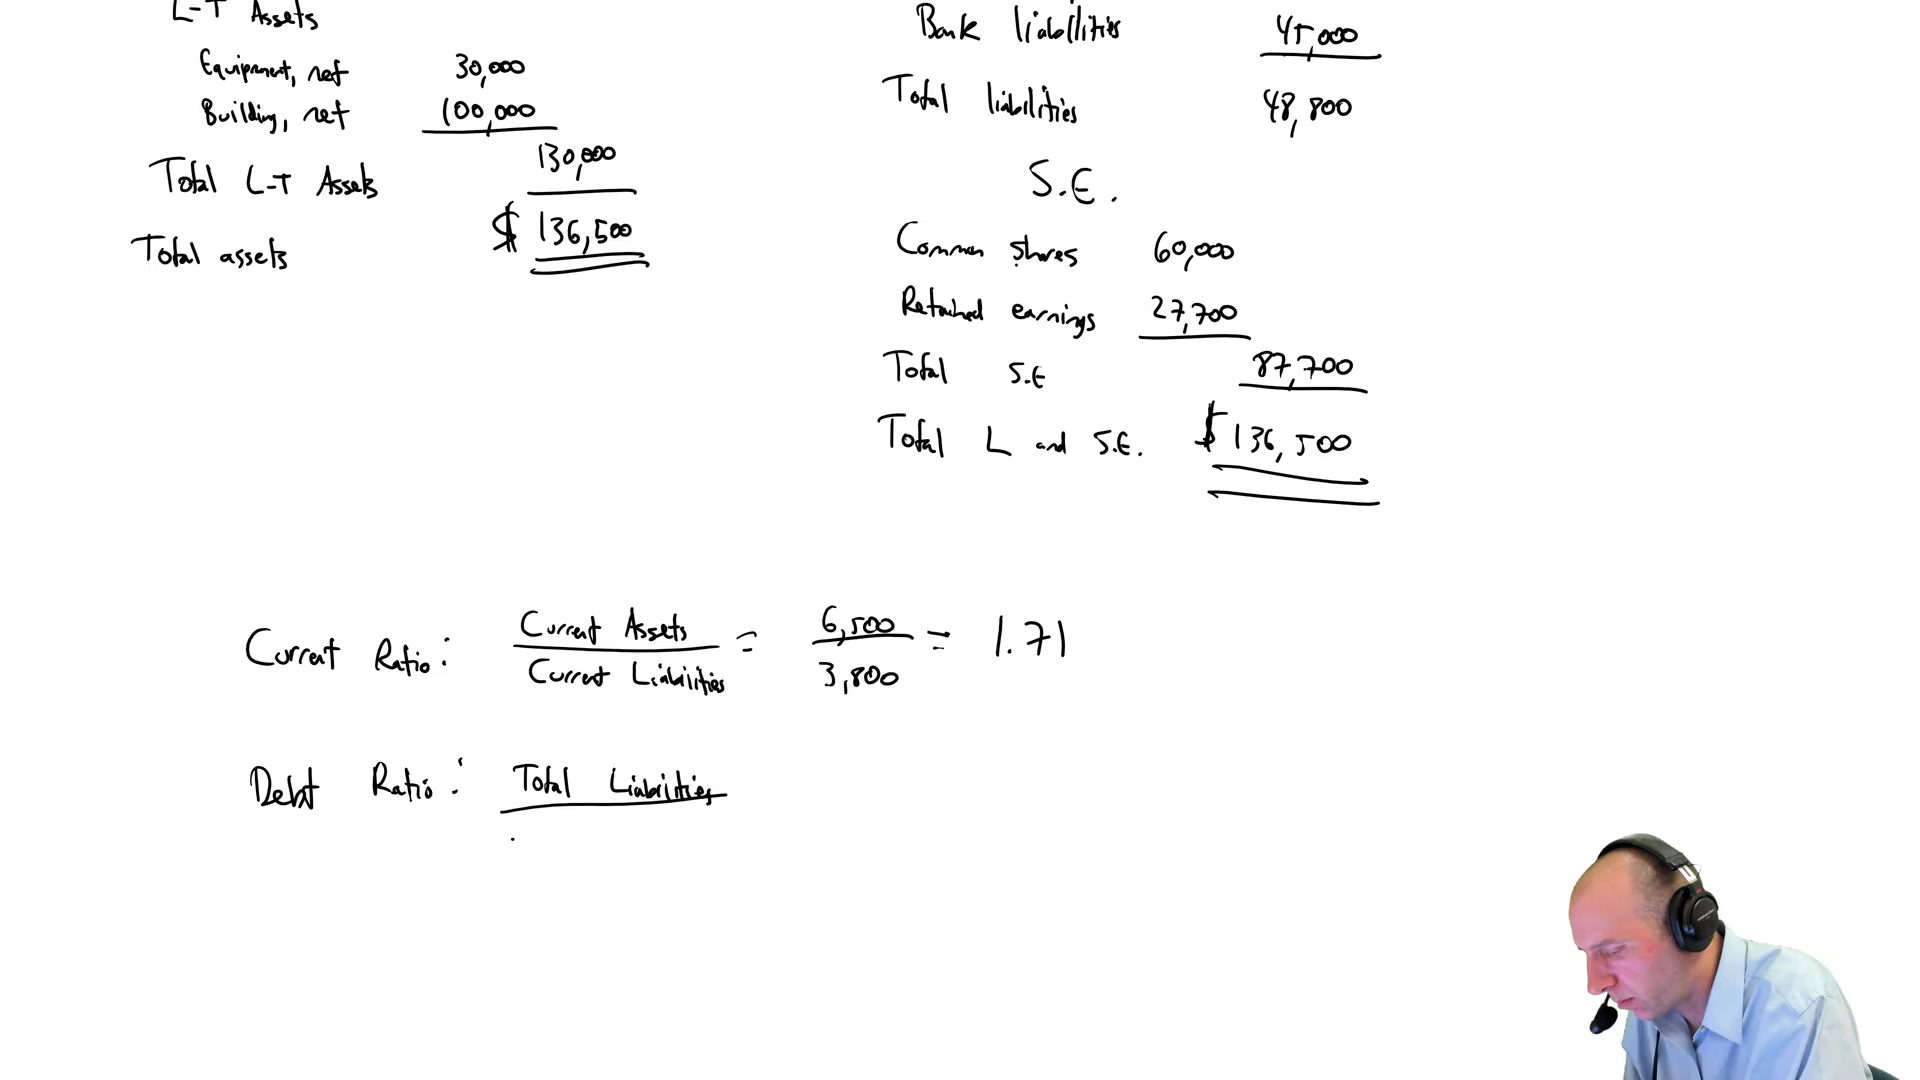 L-T Assets
Equipment, net 30,000
Building, net 100,000
130,000
Total L-T Assets
Total assets $ 136,500
Bank liabilities 45,000
Total liabilities 48,800
S.E.
Common shares 60,000
Retained earnings 27,700
Total S.E 87,700
Total L and S.E. $ 136,500
Current Ratio: Current Assets = 6,500 = 1.71
Current Liabilities 3,800
Debt Ratio: Total Liabilities